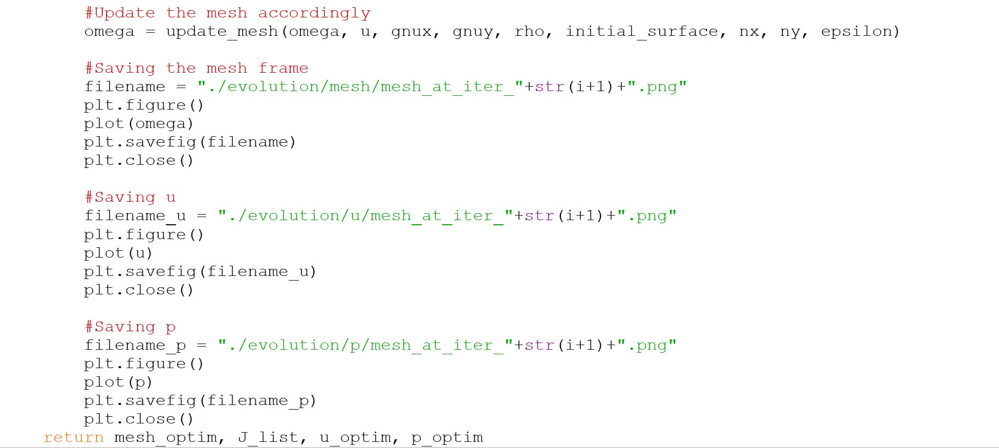 #Update the mesh accordingly
omega = update_mesh(omega, u, gnux, gnuy, rho, initial_surface, nx, ny, epsilon)
#Saving the mesh frame
filename = "./evolution/mesh/mesh_at_iter_"+str(i+1)+".png"
plt.figure()
plot(omega)
plt.savefig(filename)
plt.close()
#Saving u
filename_u = "./evolution/u/mesh_at_iter_"+str(i+1)+".png"
plt.figure()
plot(u)
plt.savefig(filename_u)
plt.close()
#Saving p
filename_p = "./evolution/p/mesh_at_iter_"+str(i+1)+".png"
plt.figure()
plot(p)
plt.savefig(filename_p)
plt.close()
return mesh_optim, J_list, u_optim, p_optim